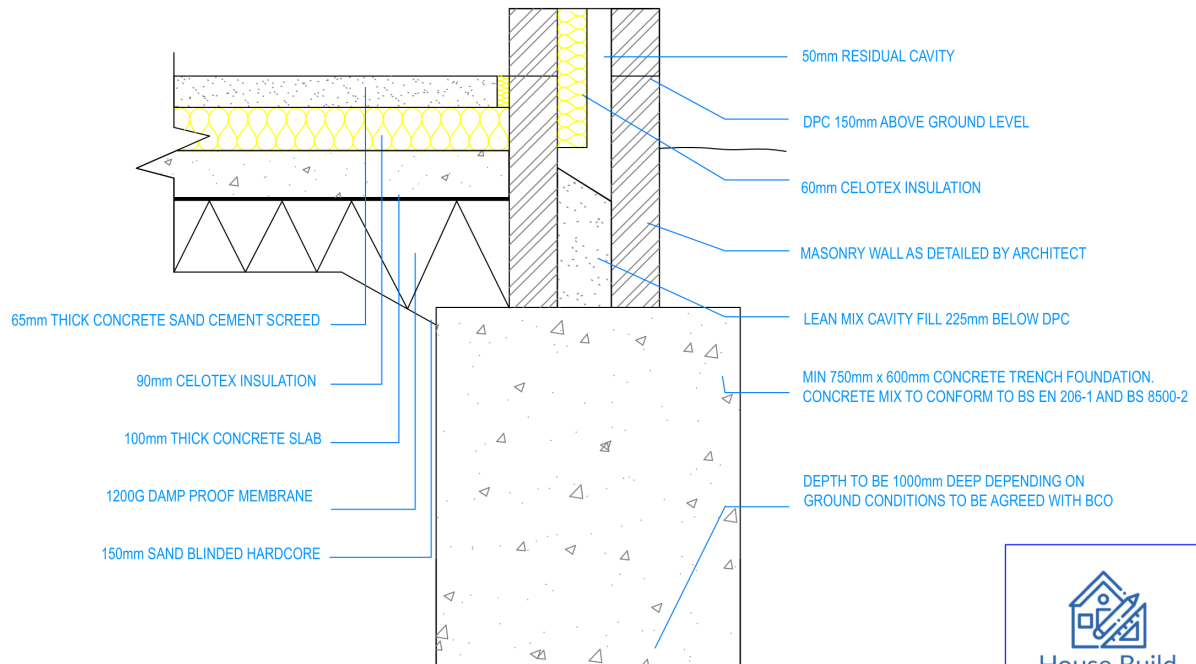 50mm RESIDUAL CAVITY
DPC 150mm ABOVE GROUND LEVEL
60mm CELOTEX INSULATION
MASONRY WALL AS DETAILED BY ARCHITECT
65mm THICK CONCRETE SAND CEMENT SCREED
LEAN MIX CAVITY FILL 225mm BELOW DPC
90mm CELOTEX INSULATION
MIN 750mm x 600mm CONCRETE TRENCH FOUNDATION.
CONCRETE MIX TO CONFORM TO BS EN 206-1 AND BS 8500-2
100mm THICK CONCRETE SLAB
1200G DAMP PROOF MEMBRANE
DEPTH TO BE 1000mm DEEP DEPENDING ON
GROUND CONDITIONS TO BE AGREED WITH BCO
150mm SAND BLINDED HARDCORE
House Build